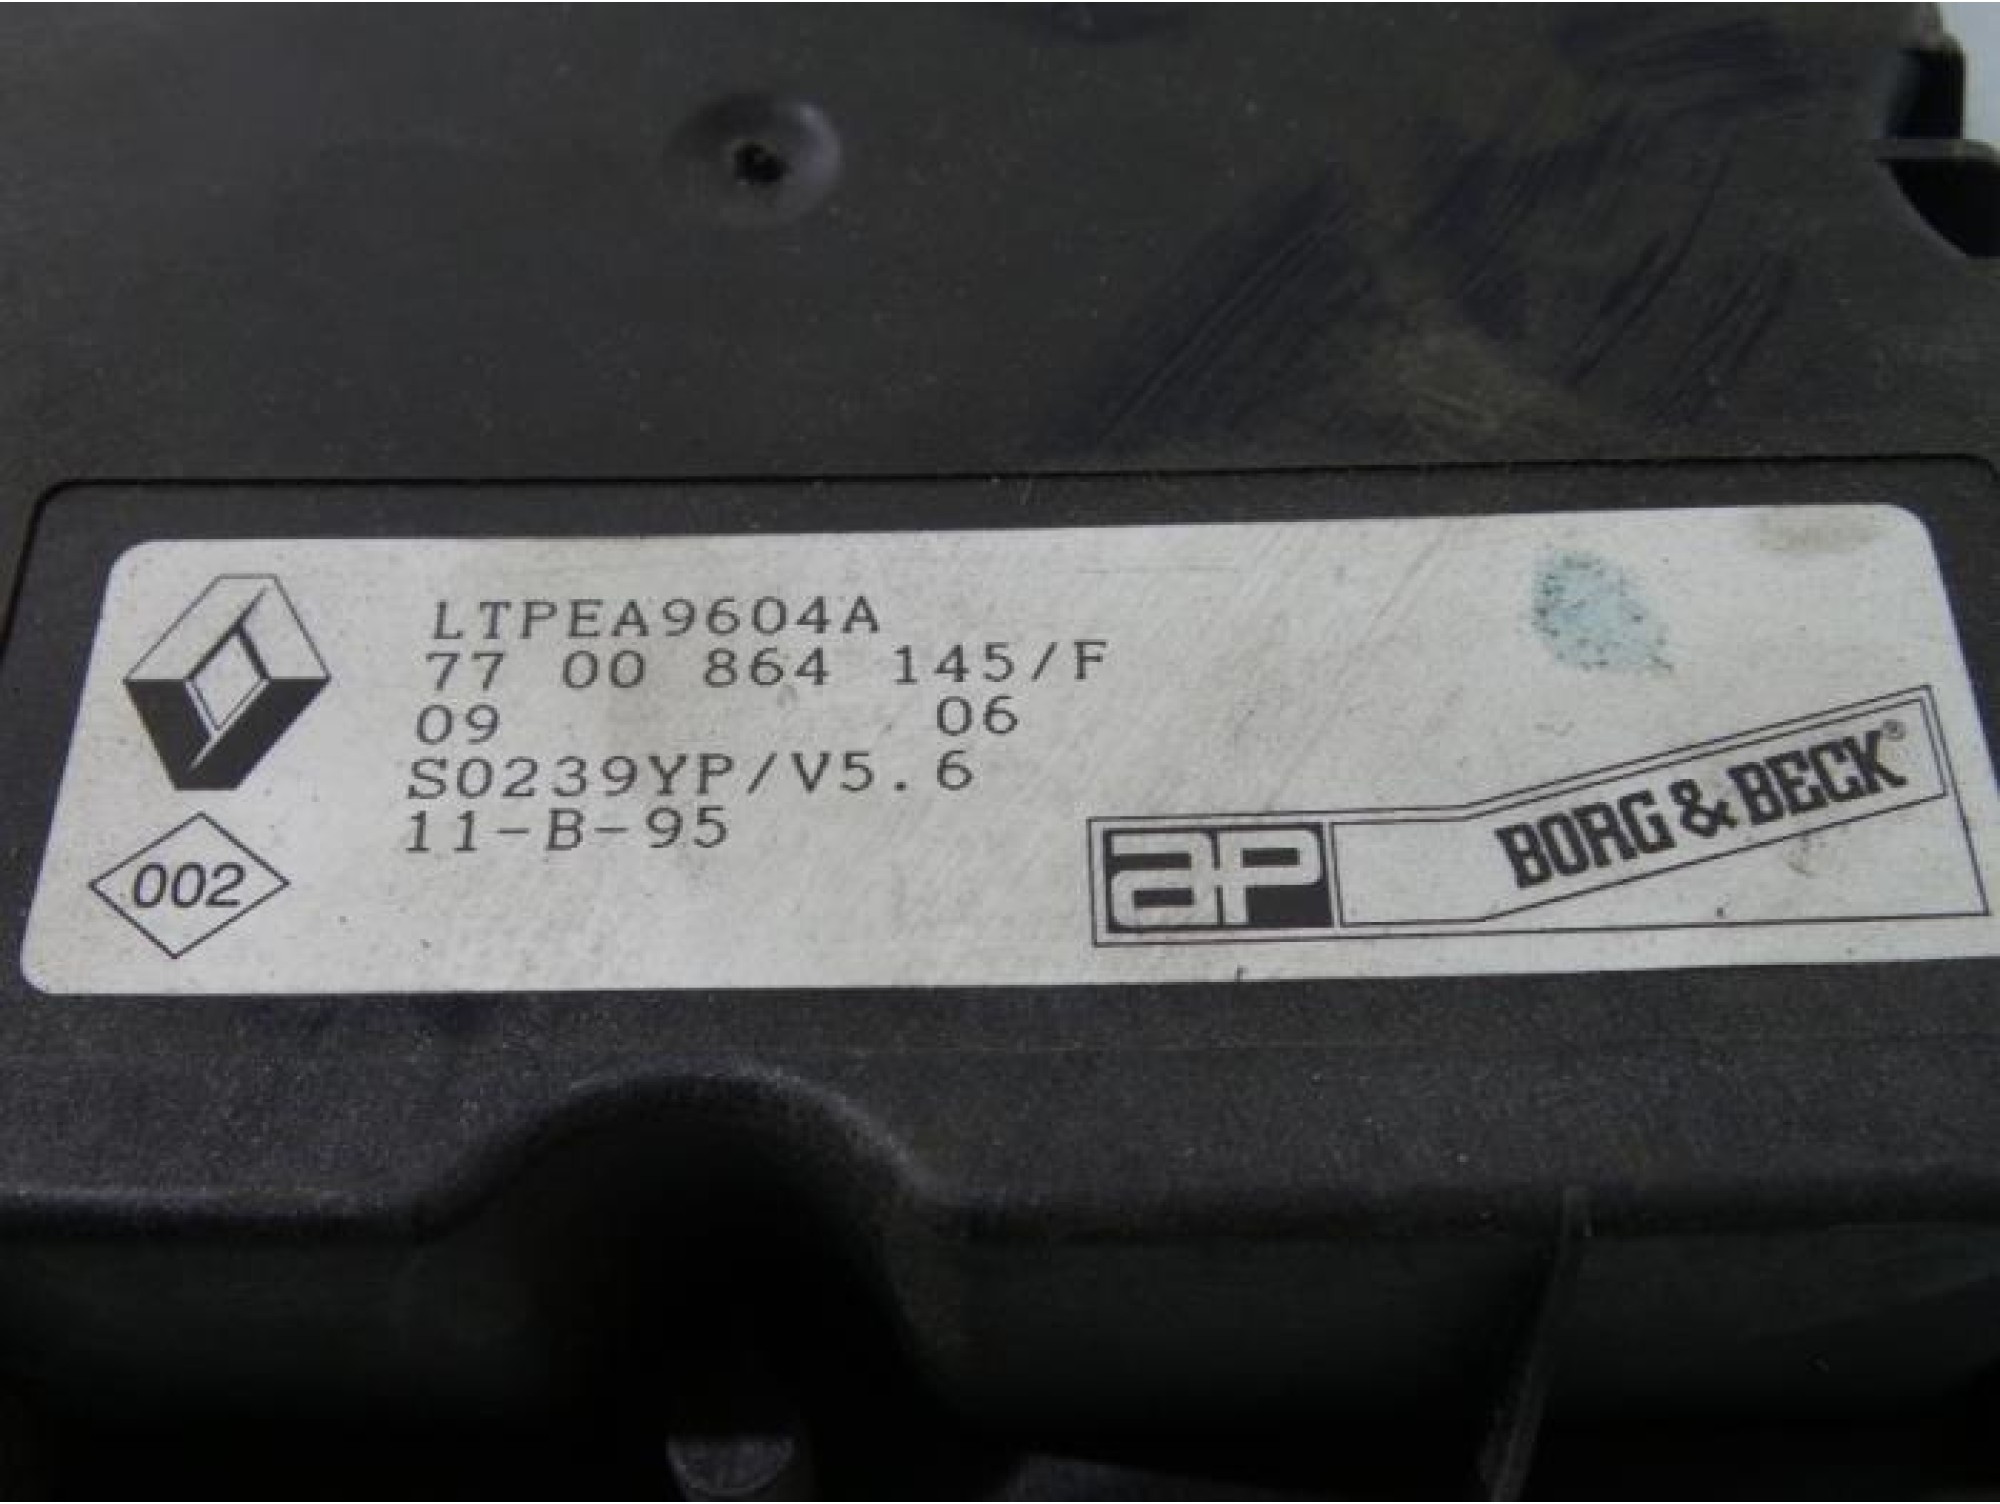 LTPEA9604A
77 00 864 145/F
09 06
S0239YP/V5.6
11-B-95
002
ap BORG & BECK®